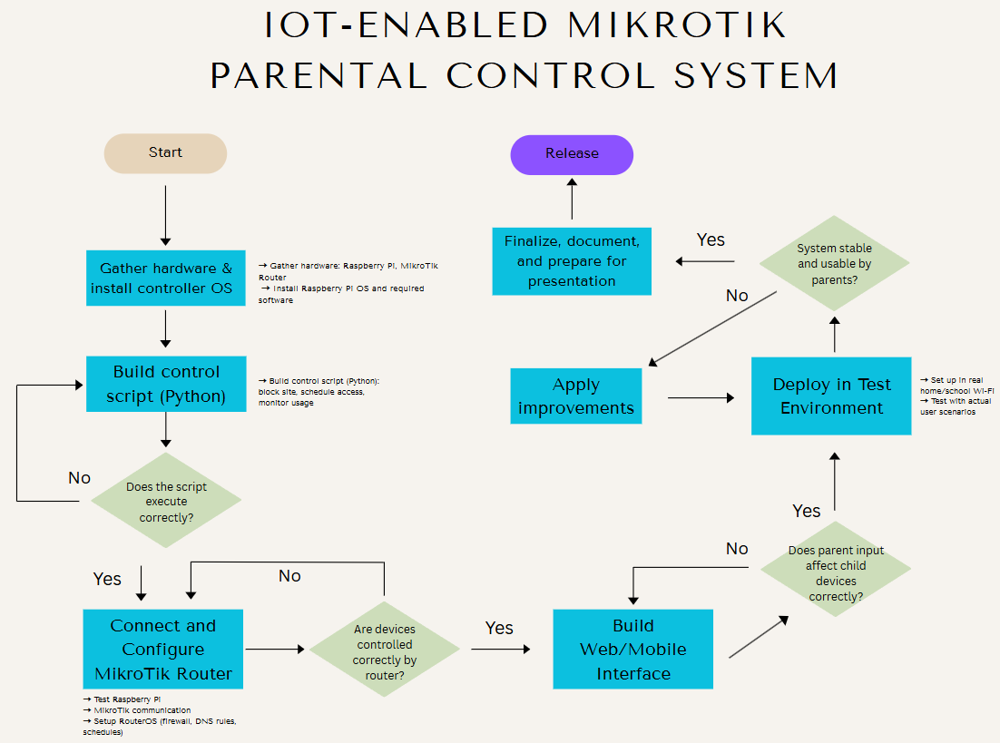 IOT-ENABLED MIKROTIK
PARENTAL CONTROL SYSTEM
Start
Gather hardware &
install controller OS
→ Gather hardware: Raspberry Pi, MikroTik
Router
→ Install Raspberry Pi OS and required
software
Build control
script (Python)
→ Build control script (Python):
block site, schedule access,
monitor usage
No
Does the script
execute
correctly?
Yes
No
Connect and
Configure
MikroTik Router
→ Test Raspberry Pi
→ MikroTik communication
→ Setup RouterOS (firewall, DNS rules,
schedules)
Are devices
controlled
correctly by
router?
Yes
Build
Web/Mobile
Interface
No
Does parent input
affect child
devices
correctly?
Yes
Deploy in Test
Environment
→ Set up in real
home/school Wi-Fi
→ Test with actual
user scenarios
System stable
and usable by
parents?
No
Apply
improvements
Yes
Finalize, document,
and prepare for
presentation
Release